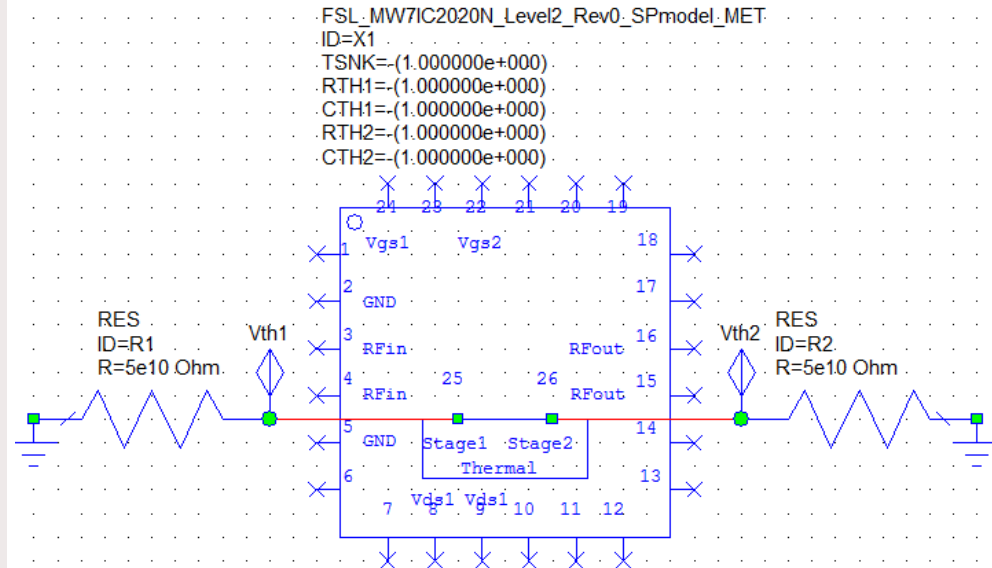 FSL_MW7IC2020N_Level2_Rev0_SPmodel_MET
ID=X1
TSNK=-(1.000000e+000)
RTH1=-(1.000000e+000)
CTH1=-(1.000000e+000)
RTH2=-(1.000000e+000)
CTH2=-(1.000000e+000)
24 23 22 21 20 19
1 Vgs1 Vgs2 18
2 GND 17
RES
ID=R1
R=5e10 Ohm
Vth1
3 RFin RFout 16
4 RFin 25 26 RFout 15
Vth2
RES
ID=R2
R=5e10 Ohm
5 GND Stage1 Stage2 14
Thermal
6 13
Vds1 Vds1
7 8 9 10 11 12